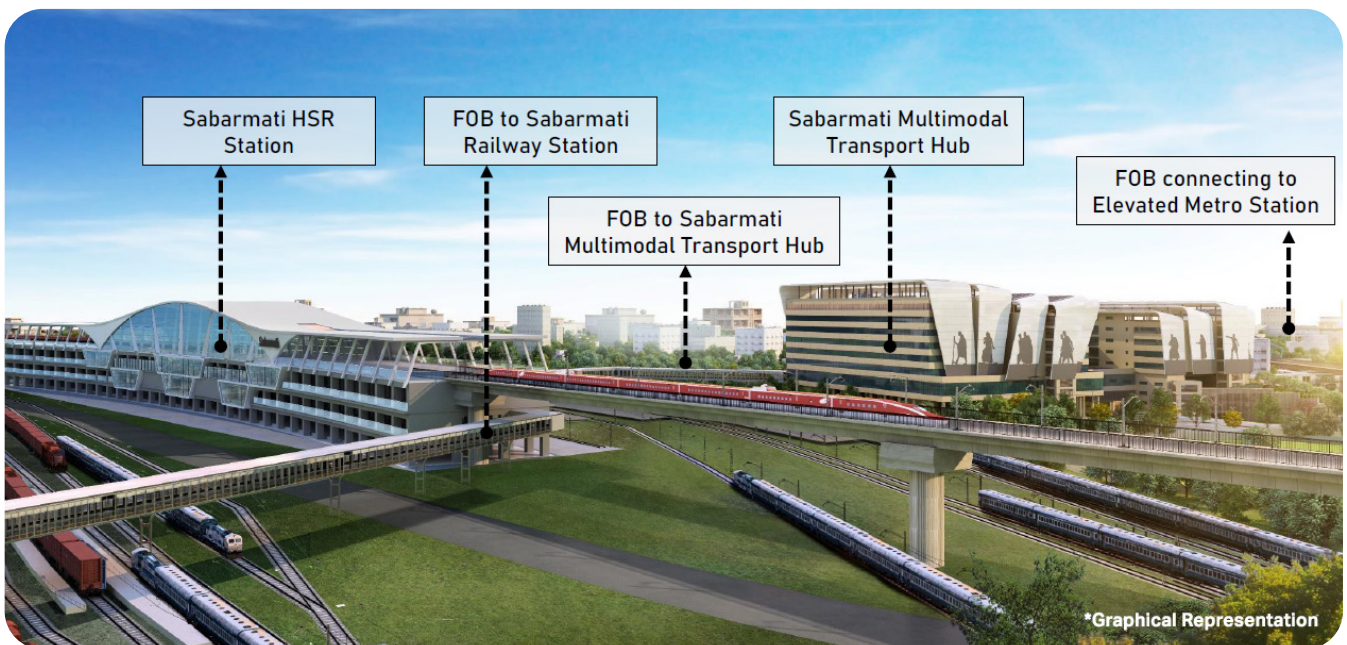 Sabarmati HSR
Station
FOB to Sabarmati
Railway Station
FOB to Sabarmati
Multimodal Transport Hub
Sabarmati Multimodal
Transport Hub
FOB connecting to
Elevated Metro Station
Sabarmati
*Graphical Representation